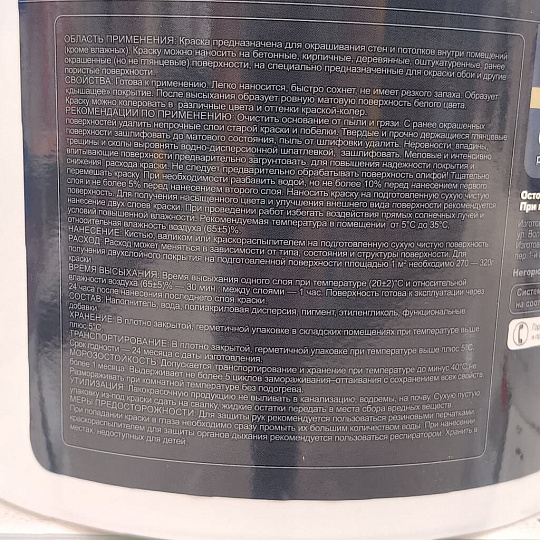 ОБЛАСТЬ ПРИМЕНЕНИЯ. Краска предназначена для окрашивания стен и потолков внутри помещений
(кроме влажных). Краску можно наносить на бетонные, кирпичные, деревянные, оштукатуренные, ранее
окрашенные (но не глянцевые) поверхности, на специально предназначенные для окраски обои и другие
пористые поверхности.
СВОЙСТВА. Готова к применению. Легко наносится, быстро сохнет, не имеет резкого запаха. Образует
«дышащее» покрытие. После высыхания образует ровную матовую поверхность белого цвета.
Краску можно колеровать в различные цвета и оттенки краской-колер.
РЕКОМЕНДАЦИИ ПО ПРИМЕНЕНИЮ. Очистить основание от пыли и грязи. С ранее окрашенных
поверхностей удалить непрочные слои старой краски и побелки. Твердые и прочно держащиеся глянцевые
поверхности зашлифовать до матового состояния, пыль от шлифовки удалить. Неровности, впадины,
трещины и сколы выровнять водно-дисперсионной шпатлевкой, зашлифовать. Меловые и интенсивно
впитывающие поверхности предварительно загрунтовать, для повышения надежности покрытия и
снижения расхода краски. Не следует предварительно обрабатывать поверхность олифой! Тщательно
перемешать краску. При необходимости разбавить водой, но не более 10% перед нанесением первого
слоя и не более 5% перед нанесением второго слоя. Наносить краску на подготовленную сухую чистую
поверхность. Для получения насыщенного цвета и улучшения внешнего вида поверхности рекомендуется
нанесение двух слоев краски. При проведении работ избегать воздействия прямых солнечных лучей и
условий повышенной влажности. Рекомендуемая температура в помещении от 5°С до 35°С,
относительная влажность воздуха (65±5)%.
НАНЕСЕНИЕ. Кистью, валиком или краскораспылителем на подготовленную сухую чистую поверхность.
РАСХОД. Расход может меняться в зависимости от типа, состояния и структуры поверхности. Для
получения двухслойного покрытия на подготовленной поверхности площадью 1 м² необходимо 270 — 320г
краски.
ВРЕМЯ ВЫСЫХАНИЯ. Время высыхания одного слоя при температуре (20±2)°С и относительной
влажности воздуха (65±5)% — 30 мин., между слоями — 1 час. Поверхность готова к эксплуатации через
24 часа после нанесения последнего слоя краски.
СОСТАВ. Наполнитель, вода, полиакриловая дисперсия, пигмент, этиленгликоль, функциональные
добавки.
ХРАНЕНИЕ. В плотно закрытой, герметичной упаковке в складских помещениях при температуре выше
плюс 5°С.
ТРАНСПОРТИРОВАНИЕ. В плотно закрытой, герметичной упаковке при температуре выше плюс 5°С.
Срок годности — 24 месяца с даты изготовления.
МОРОЗОСТОЙКОСТЬ. Допускается транспортирование и хранение при температуре до минус 40°С, не
более 1 месяца. Выдерживает не более 5 циклов замораживания–оттаивания с сохранением всех свойств.
Размораживать при комнатной температуре без подогрева.
УТИЛИЗАЦИЯ. Лакокрасочную продукцию не выливать в канализацию, водоемы, на почву. Сухую пустую
упаковку из-под краски сдать на свалку, жидкие остатки передать в места сбора вредных веществ.
МЕРЫ ПРЕДОСТОРОЖНОСТИ. Для защиты рук рекомендуется пользоваться резиновыми перчатками.
При попадании краски в глаза необходимо сразу промыть их большим количеством воды. При нанесении
краскораспылителем для защиты органов дыхания рекомендуется пользоваться респиратором. Хранить в
местах, недоступных для детей.